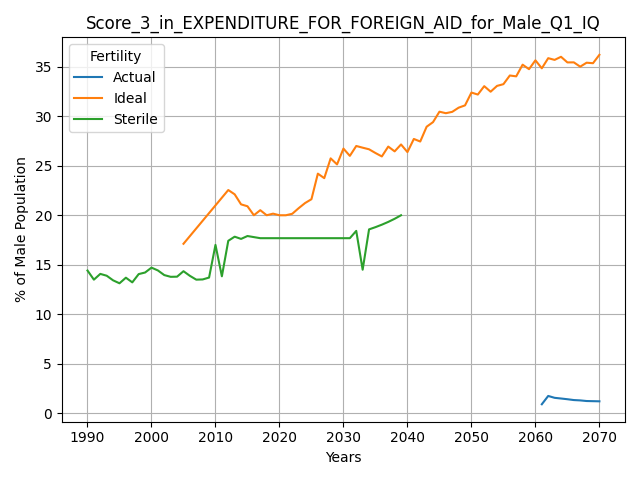 Score_3_in_EXPENDITURE_FOR_FOREIGN_AID_for_Male_Q1_IQ
Fertility
Actual
Ideal
Sterile
% of Male Population
35
30
25
20
15
10
5
0
1990 2000 2010 2020 2030 2040 2050 2060 2070
Years